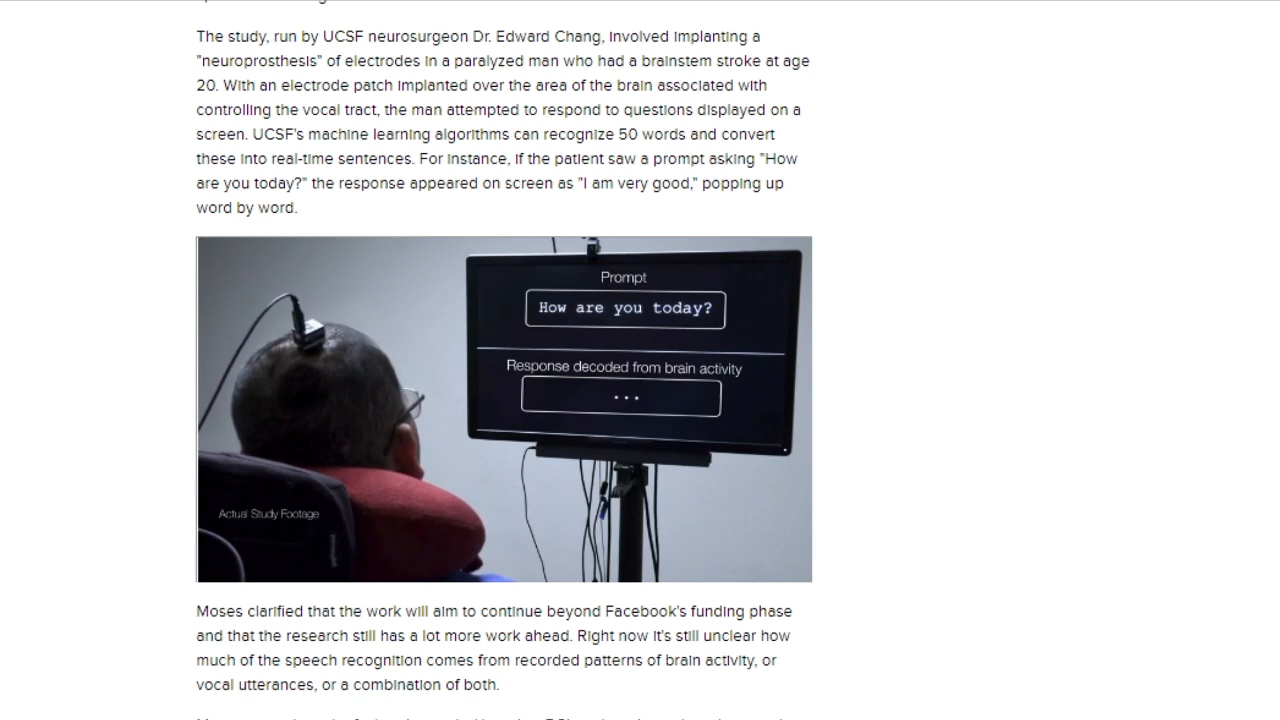 The study, run by UCSF neurosurgeon Dr. Edward Chang, involved implanting a
"neuroprosthesis" of electrodes in a paralyzed man who had a brainstem stroke at age
20. With an electrode patch implanted over the area of the brain associated with
controlling the vocal tract, the man attempted to respond to questions displayed on a
screen. UCSF's machine learning algorithms can recognize 50 words and convert
these into real-time sentences. For instance, if the patient saw a prompt asking "How
are you today?" the response appeared on screen as "I am very good," popping up
word by word.
Prompt
How are you today?
Response decoded from brain activity
...
Actual Study Footage
Moses clarified that the work will aim to continue beyond Facebook's funding phase
and that the research still has a lot more work ahead. Right now it's still unclear how
much of the speech recognition comes from recorded patterns of brain activity, or
vocal utterances, or a combination of both.